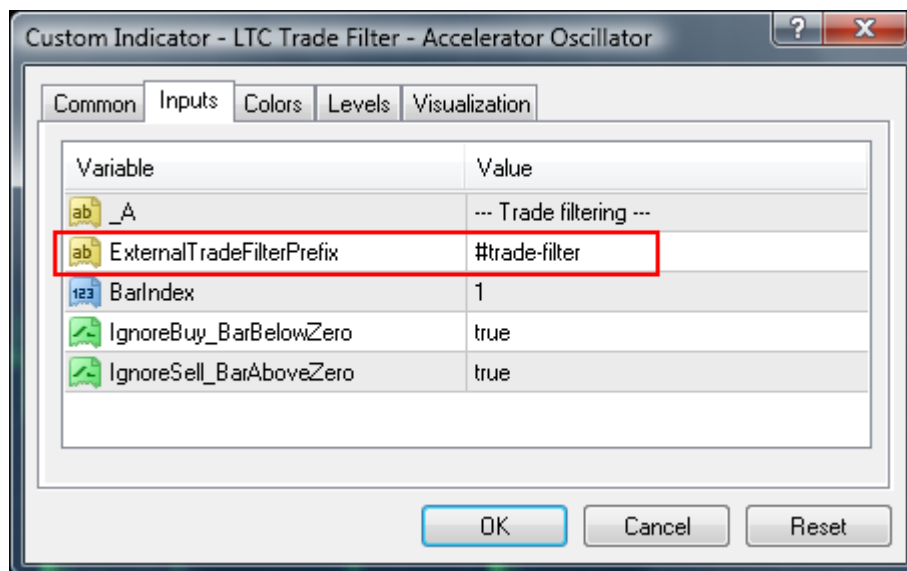 Custom Indicator - LTC Trade Filter - Accelerator Oscillator ? X
Common Inputs Colors Levels Visualization
Variable Value
ab _A --- Trade filtering ---
ab ExternalTradeFilterPrefix #trade-filter
123 BarIndex 1
IgnoreBuy_BarBelowZero true
IgnoreSell_BarAboveZero true
OK Cancel Reset